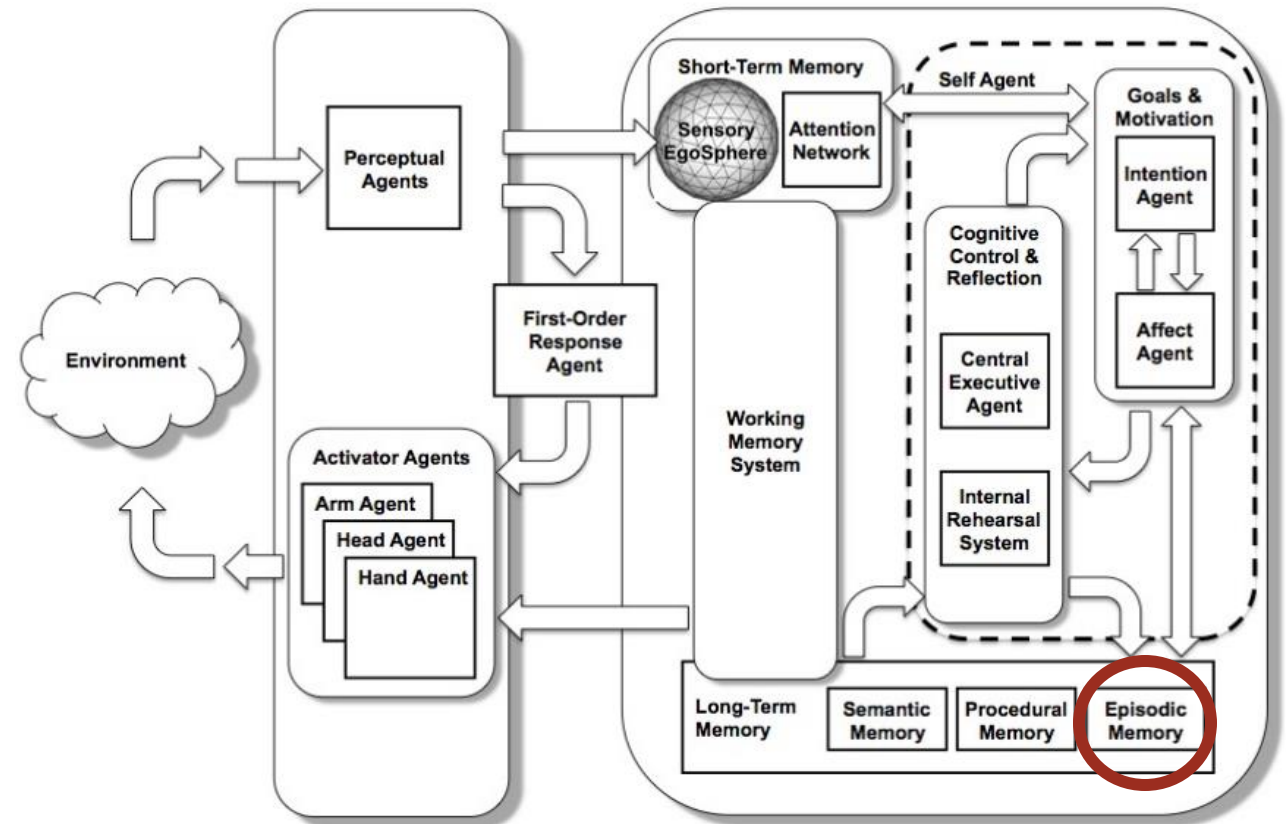 Environment
Perceptual
Agents
First-Order
Response
Agent
Activator Agents
Arm Agent
Head Agent
Hand Agent
Short-Term Memory
Sensory
EgoSphere
Attention
Network
Working
Memory
System
Self Agent
Cognitive
Control &
Reflection
Central
Executive
Agent
Internal
Rehearsal
System
Goals &
Motivation
Intention
Agent
Affect
Agent
Long-Term
Memory
Semantic
Memory
Procedural
Memory
Episodic
Memory